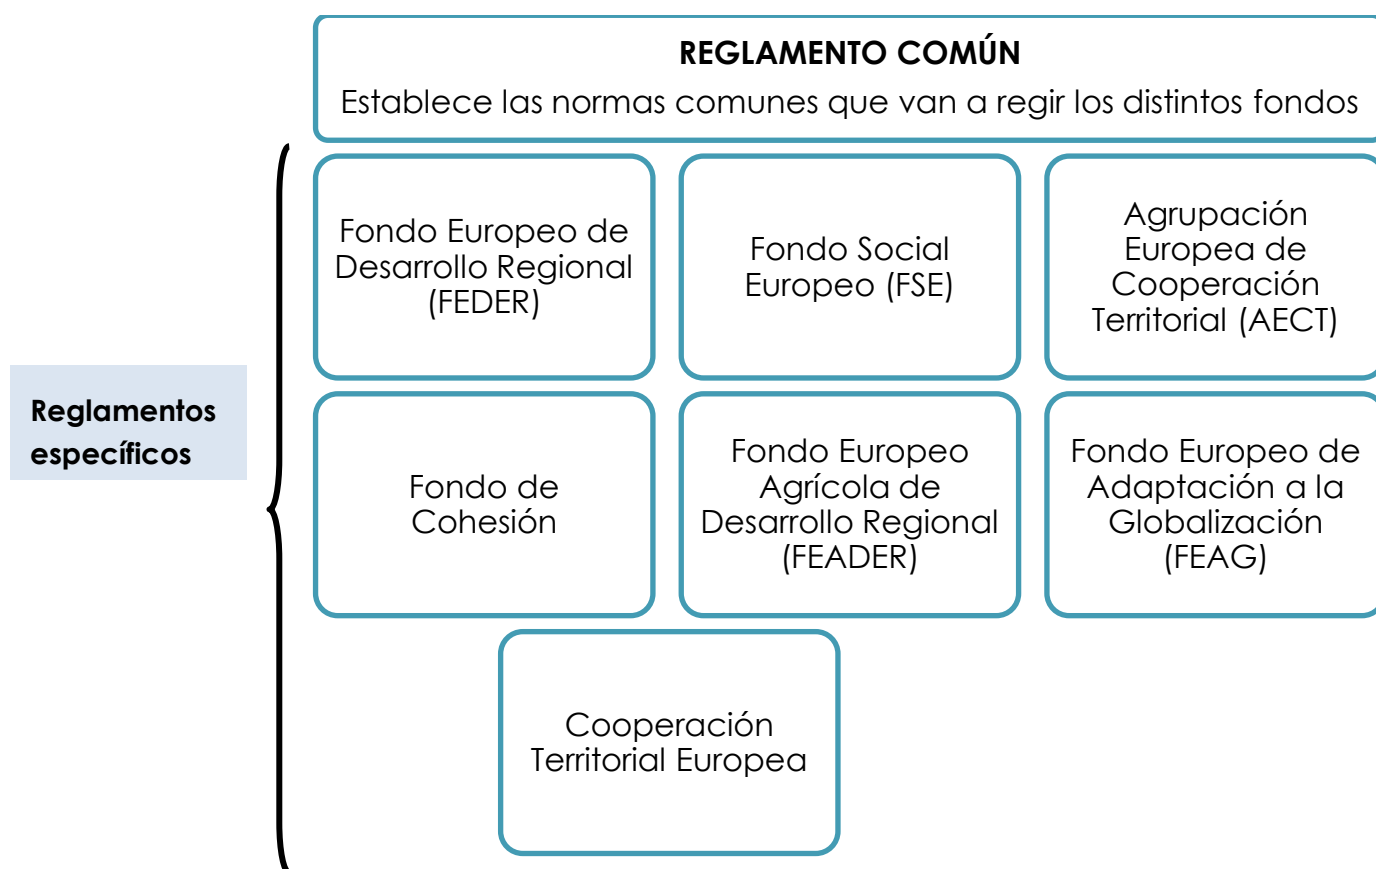 REGLAMENTO COMÚN
Establece las normas comunes que van a regir los distintos fondos
Fondo Europeo de
Desarrollo Regional
(FEDER)
Fondo Social
Europeo (FSE)
Agrupación
Europea de
Cooperación
Territorial (AECT)
Reglamentos
específicos
Fondo de
Cohesión
Fondo Europeo
Agrícola de
Desarrollo Regional
(FEADER)
Fondo Europeo de
Adaptación a la
Globalización
(FEAG)
Cooperación
Territorial Europea